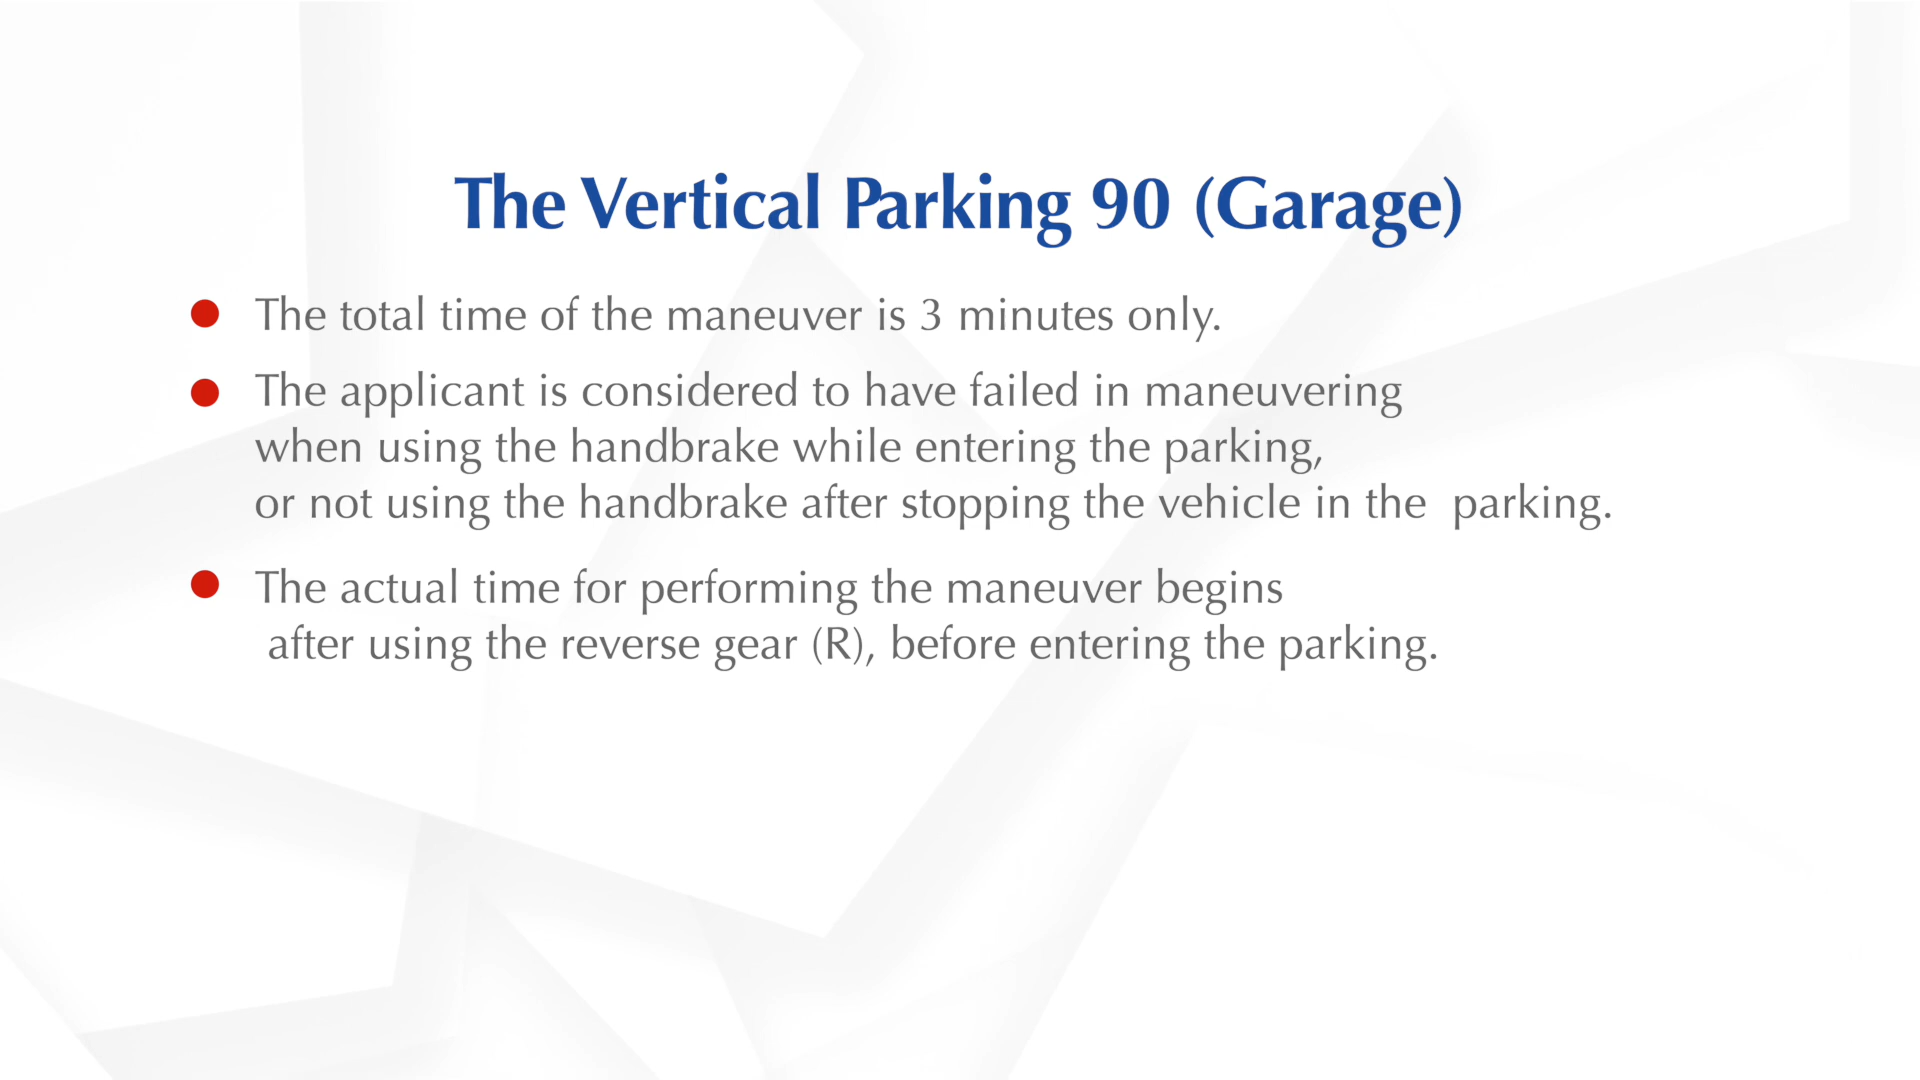 The Vertical Parking 90 (Garage)
The total time of the maneuver is 3 minutes only.
The applicant is considered to have failed in maneuvering
when using the handbrake while entering the parking,
or not using the handbrake after stopping the vehicle in the parking.
The actual time for performing the maneuver begins
after using the reverse gear (R), before entering the parking.